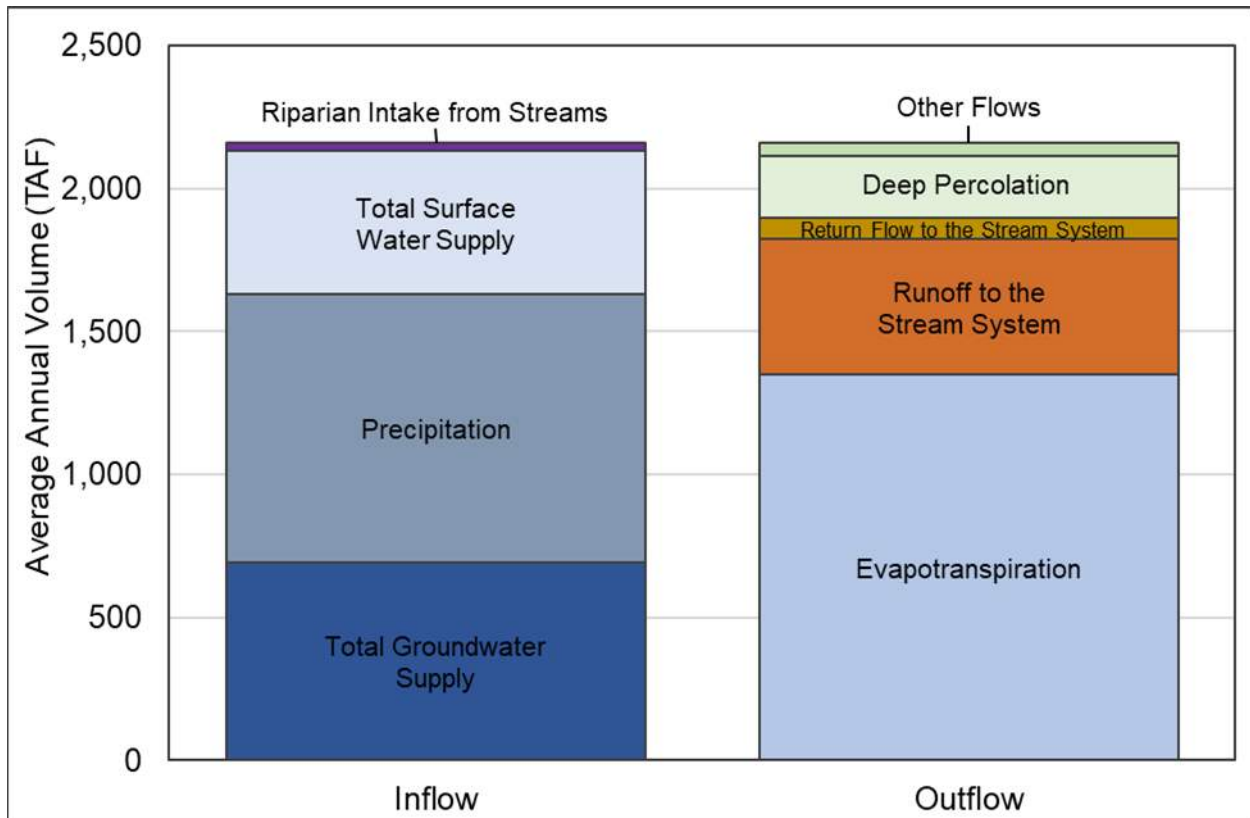 Average Annual Volume (TAF)
2,500
2,000
1,500
1,000
500
0
Riparian Intake from Streams
Total Surface
Water Supply
Precipitation
Total Groundwater
Supply
Inflow
Other Flows
Deep Percolation
Return Flow to the Stream System
Runoff to the
Stream System
Evapotranspiration
Outflow